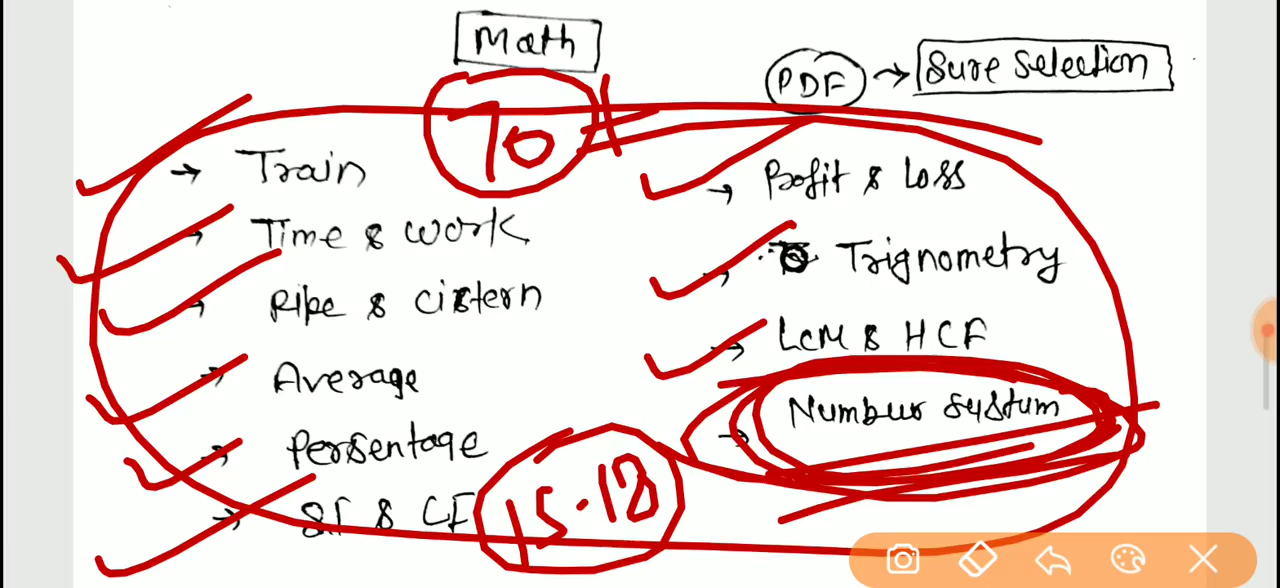 Math
PDF → Sure Selection
70
→ Train
→ Time & work
→ Pipe & cistern
→ Average
→ Persentage
→ SI & CI
15-18
→ Profit & Loss
→ Trignometry
→ LCM & HCF
→ Number system